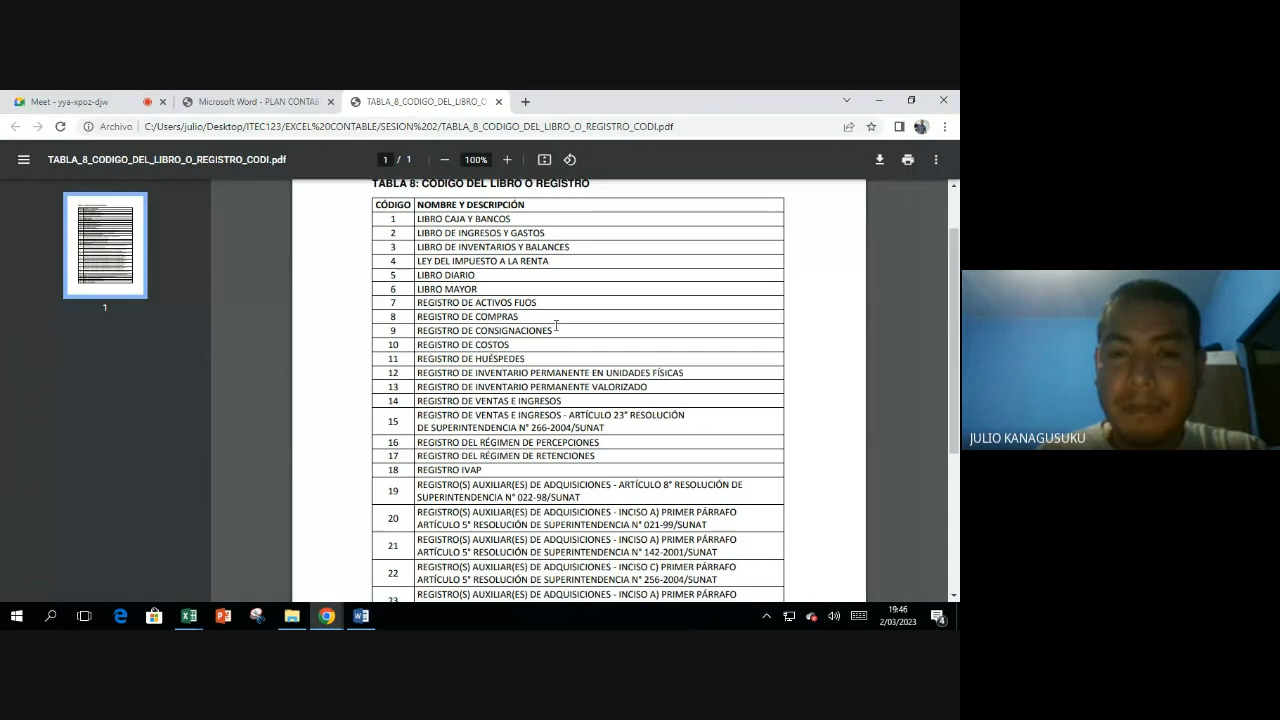 Meet - yya-xpoz-djw
Microsoft Word - PLAN CONTAB
TABLA_8_CODIGO_DEL_LIBRO_O
Archivo C:/Users/julio/Desktop/ITEC123/EXCEL%20CONTABLE/SESION%202/TABLA_8_CODIGO_DEL_LIBRO_O_REGISTRO_CODI.pdf
TABLA_8_CODIGO_DEL_LIBRO_O_REGISTRO_CODI.pdf
1 / 1
100%
1
TABLA 8: CÓDIGO DEL LIBRO O REGISTRO
CÓDIGO NOMBRE Y DESCRIPCIÓN
1 LIBRO CAJA Y BANCOS
2 LIBRO DE INGRESOS Y GASTOS
3 LIBRO DE INVENTARIOS Y BALANCES
4 LEY DEL IMPUESTO A LA RENTA
5 LIBRO DIARIO
6 LIBRO MAYOR
7 REGISTRO DE ACTIVOS FIJOS
8 REGISTRO DE COMPRAS
9 REGISTRO DE CONSIGNACIONES
10 REGISTRO DE COSTOS
11 REGISTRO DE HUÉSPEDES
12 REGISTRO DE INVENTARIO PERMANENTE EN UNIDADES FÍSICAS
13 REGISTRO DE INVENTARIO PERMANENTE VALORIZADO
14 REGISTRO DE VENTAS E INGRESOS
15 REGISTRO DE VENTAS E INGRESOS - ARTÍCULO 23° RESOLUCIÓN
DE SUPERINTENDENCIA N° 266-2004/SUNAT
16 REGISTRO DEL RÉGIMEN DE PERCEPCIONES
17 REGISTRO DEL RÉGIMEN DE RETENCIONES
18 REGISTRO IVAP
19 REGISTRO(S) AUXILIAR(ES) DE ADQUISICIONES - ARTÍCULO 8° RESOLUCIÓN DE
SUPERINTENDENCIA N° 022-98/SUNAT
20 REGISTRO(S) AUXILIAR(ES) DE ADQUISICIONES - INCISO A) PRIMER PÁRRAFO
ARTÍCULO 5° RESOLUCIÓN DE SUPERINTENDENCIA N° 021-99/SUNAT
21 REGISTRO(S) AUXILIAR(ES) DE ADQUISICIONES - INCISO A) PRIMER PÁRRAFO
ARTÍCULO 5° RESOLUCIÓN DE SUPERINTENDENCIA N° 142-2001/SUNAT
22 REGISTRO(S) AUXILIAR(ES) DE ADQUISICIONES - INCISO C) PRIMER PÁRRAFO
ARTÍCULO 5° RESOLUCIÓN DE SUPERINTENDENCIA N° 256-2004/SUNAT
23 REGISTRO(S) AUXILIAR(ES) DE ADQUISICIONES - INCISO A) PRIMER PÁRRAFO
19:46
2/03/2023
4
JULIO KANAGUSUKU